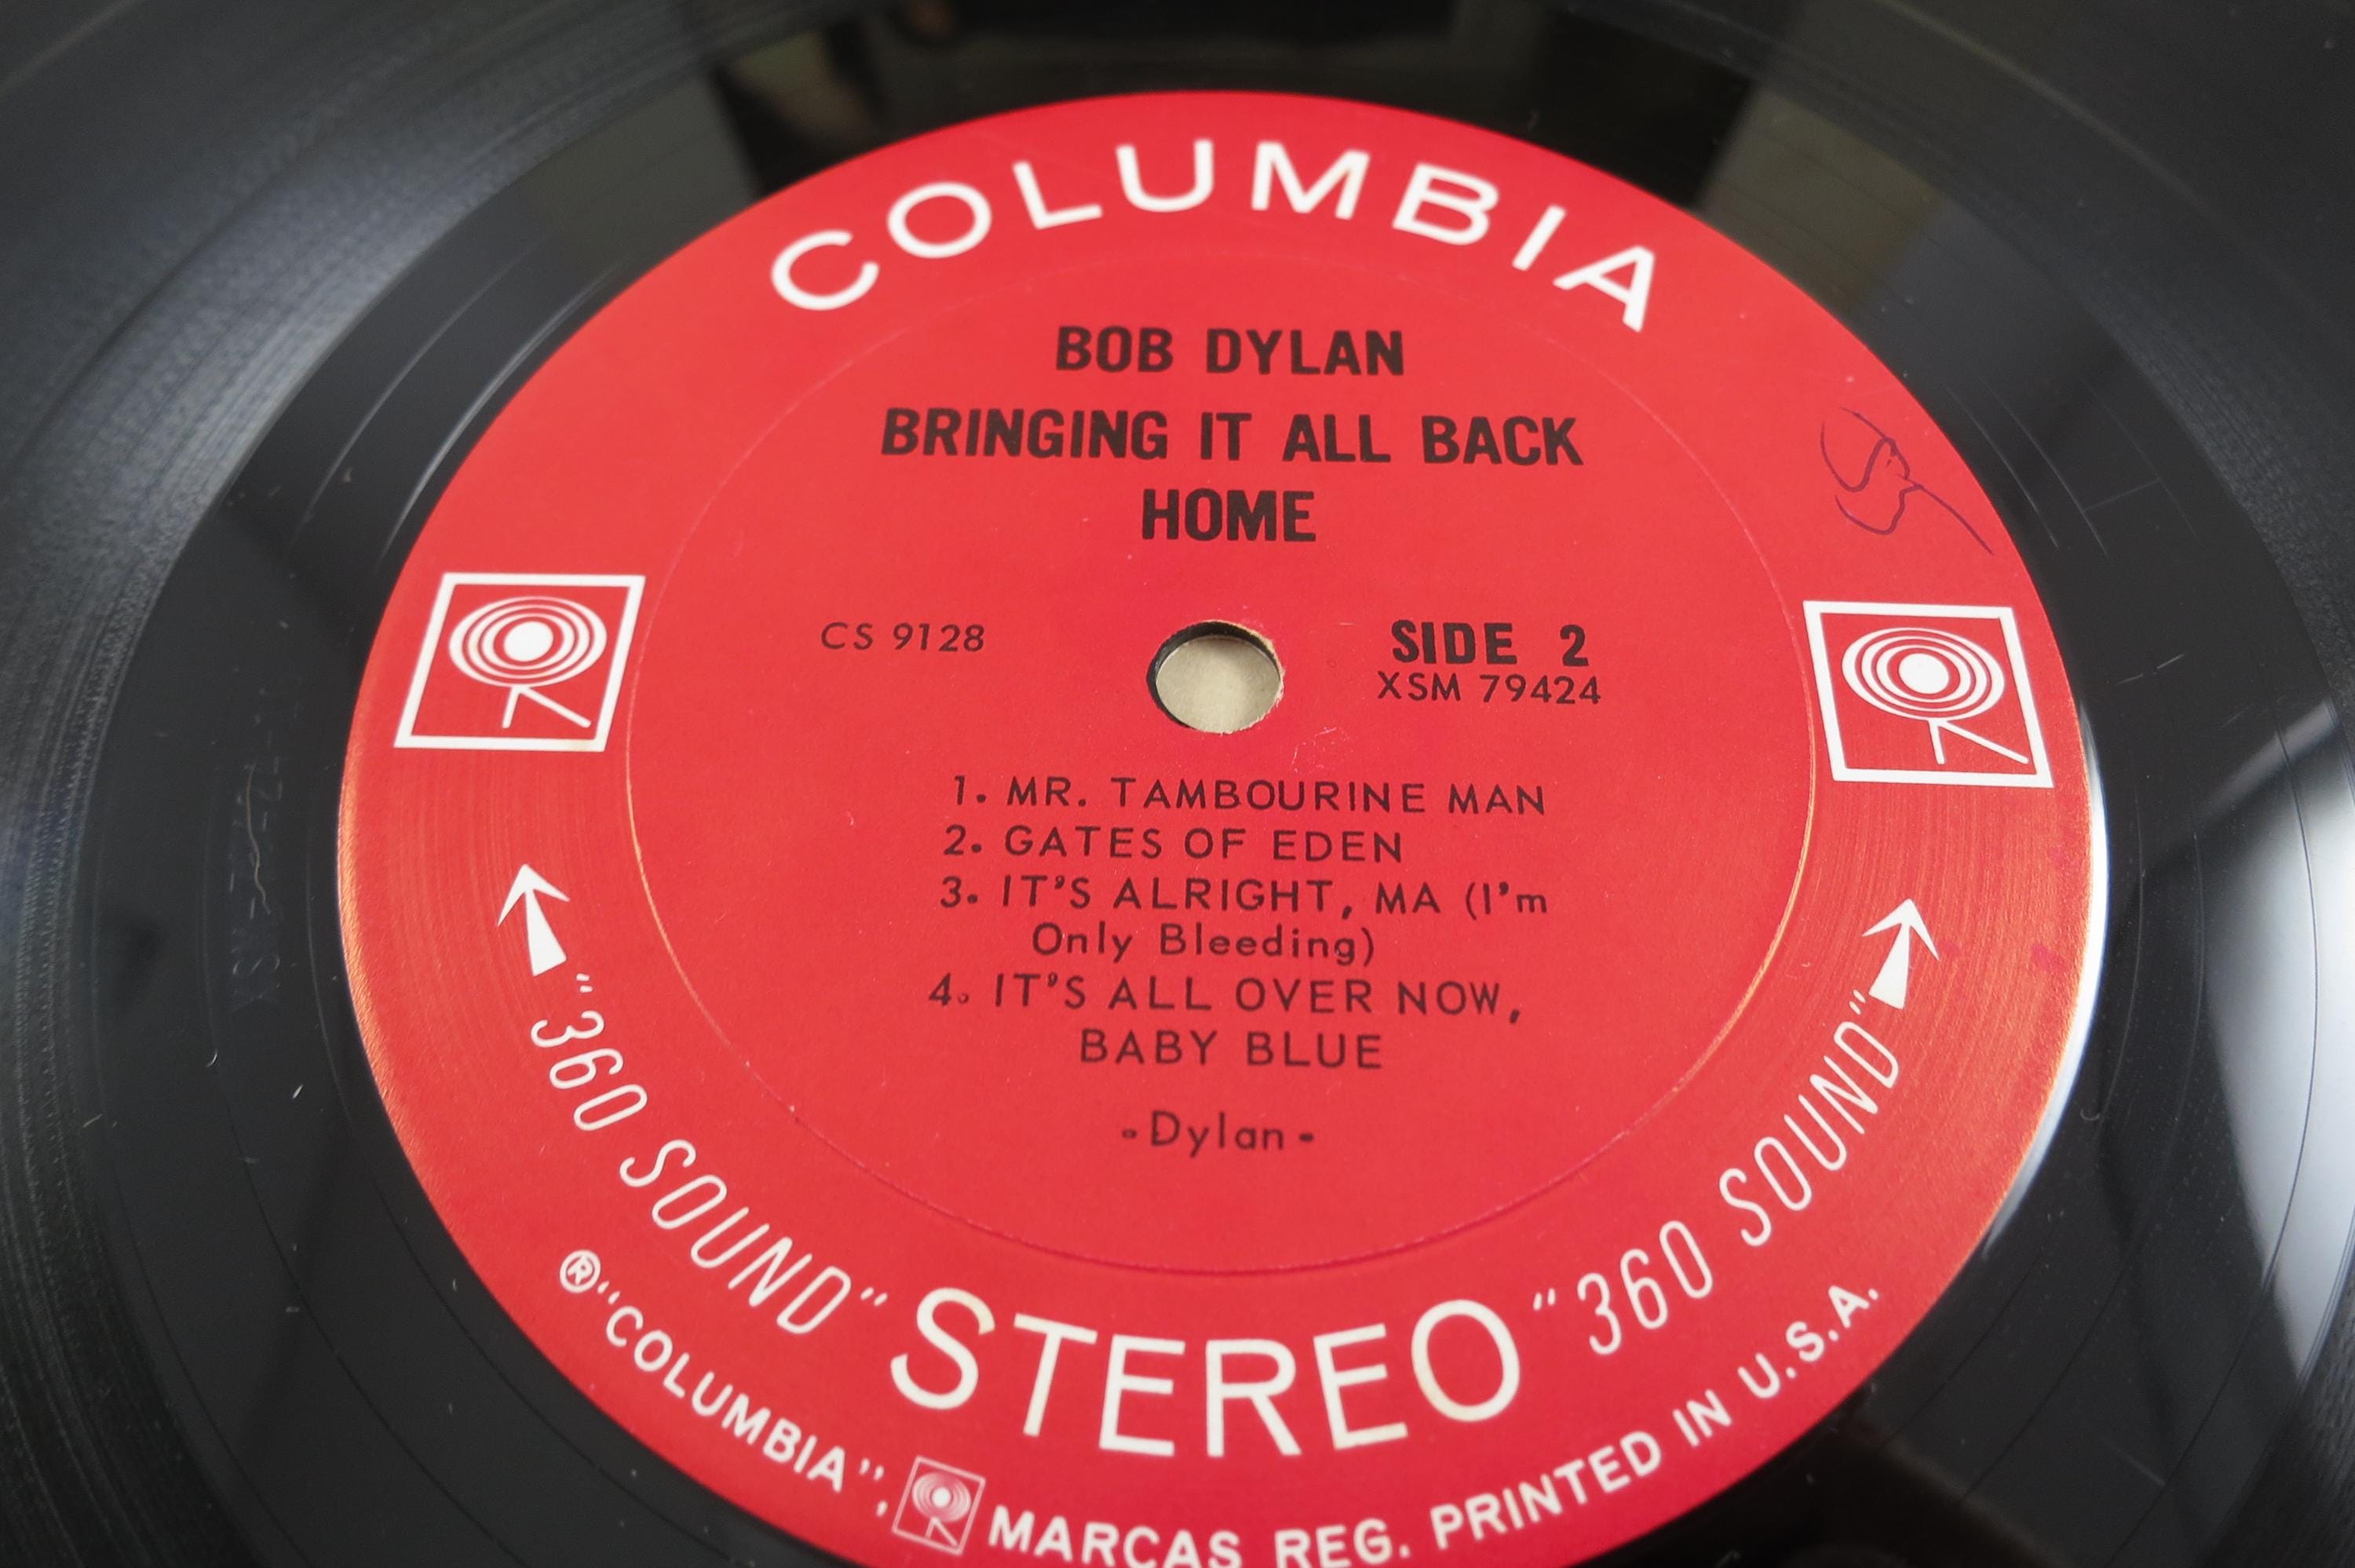 COLUMBIA
BOB DYLAN
BRINGING IT ALL BACK
HOME
CS 9128
SIDE 2
XSM 79424
1. MR. TAMBOURINE MAN
2. GATES OF EDEN
3. IT'S ALRIGHT, MA (I'm
Only Bleeding)
4. IT'S ALL OVER NOW,
BABY BLUE
-Dylan-
"360 SOUND" STEREO "360 SOUND"
® "COLUMBIA", MARCAS REG. PRINTED IN U.S.A.